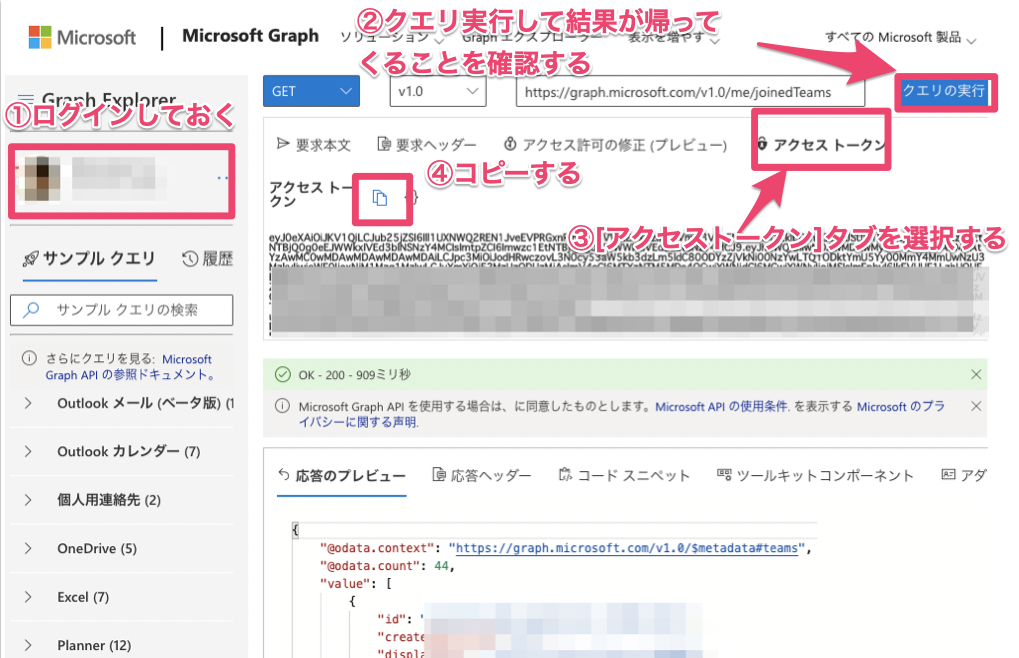 Microsoft
Microsoft Graph
ソリューション
Graph エクスプローラー
表示を増やす
すべての Microsoft 製品
②クエリ実行して結果が帰って
くることを確認する
Graph Explorer
①ログインしておく
GET
v1.0
https://graph.microsoft.com/v1.0/me/joinedTeams
クエリの実行
要求本文
要求ヘッダー
アクセス許可の修正 (プレビュー)
アクセス トークン
アクセス トー
クン
④コピーする
③[アクセストークン]タブを選択する
サンプル クエリ
履歴
サンプル クエリの検索
さらにクエリを見る: Microsoft
Graph API の参照ドキュメント。
Outlook メール (ベータ版) (1
Outlook カレンダー (7)
個人用連絡先 (2)
OneDrive (5)
Excel (7)
Planner (12)
OK - 200 - 909ミリ秒
Microsoft Graph API を使用する場合は、に同意したものとします。Microsoft API の使用条件. を表示する Microsoft のプラ
イバシーに関する声明.
応答のプレビュー
応答ヘッダー
コード スニペット
ツールキットコンポーネント
アダ
{
"@odata.context": "https://graph.microsoft.com/v1.0/$metadata#teams",
"@odata.count": 44,
"value": [
{
"id": "
"create
"displa